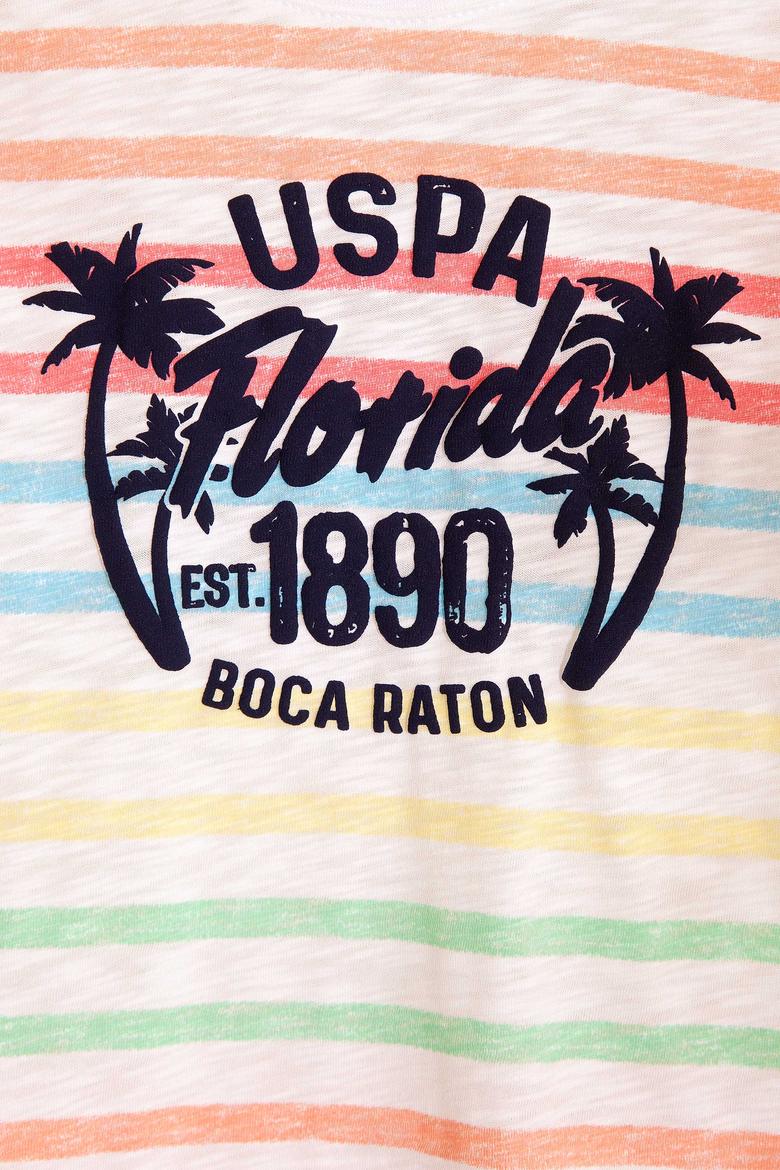 USPA
Florida
EST. 1890
BOCA RATON